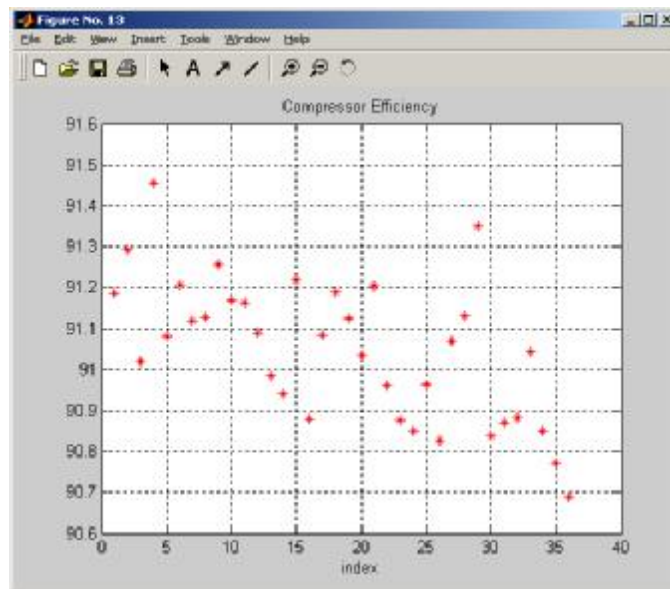 Figure No. 13
File Edit View Insert Tools Window Help
A
Compressor Efficiency
91.6
91.5
91.4
91.3
91.2
91.1
91
90.9
90.8
90.7
90.6
0 5 10 15 20 25 30 35 40
index